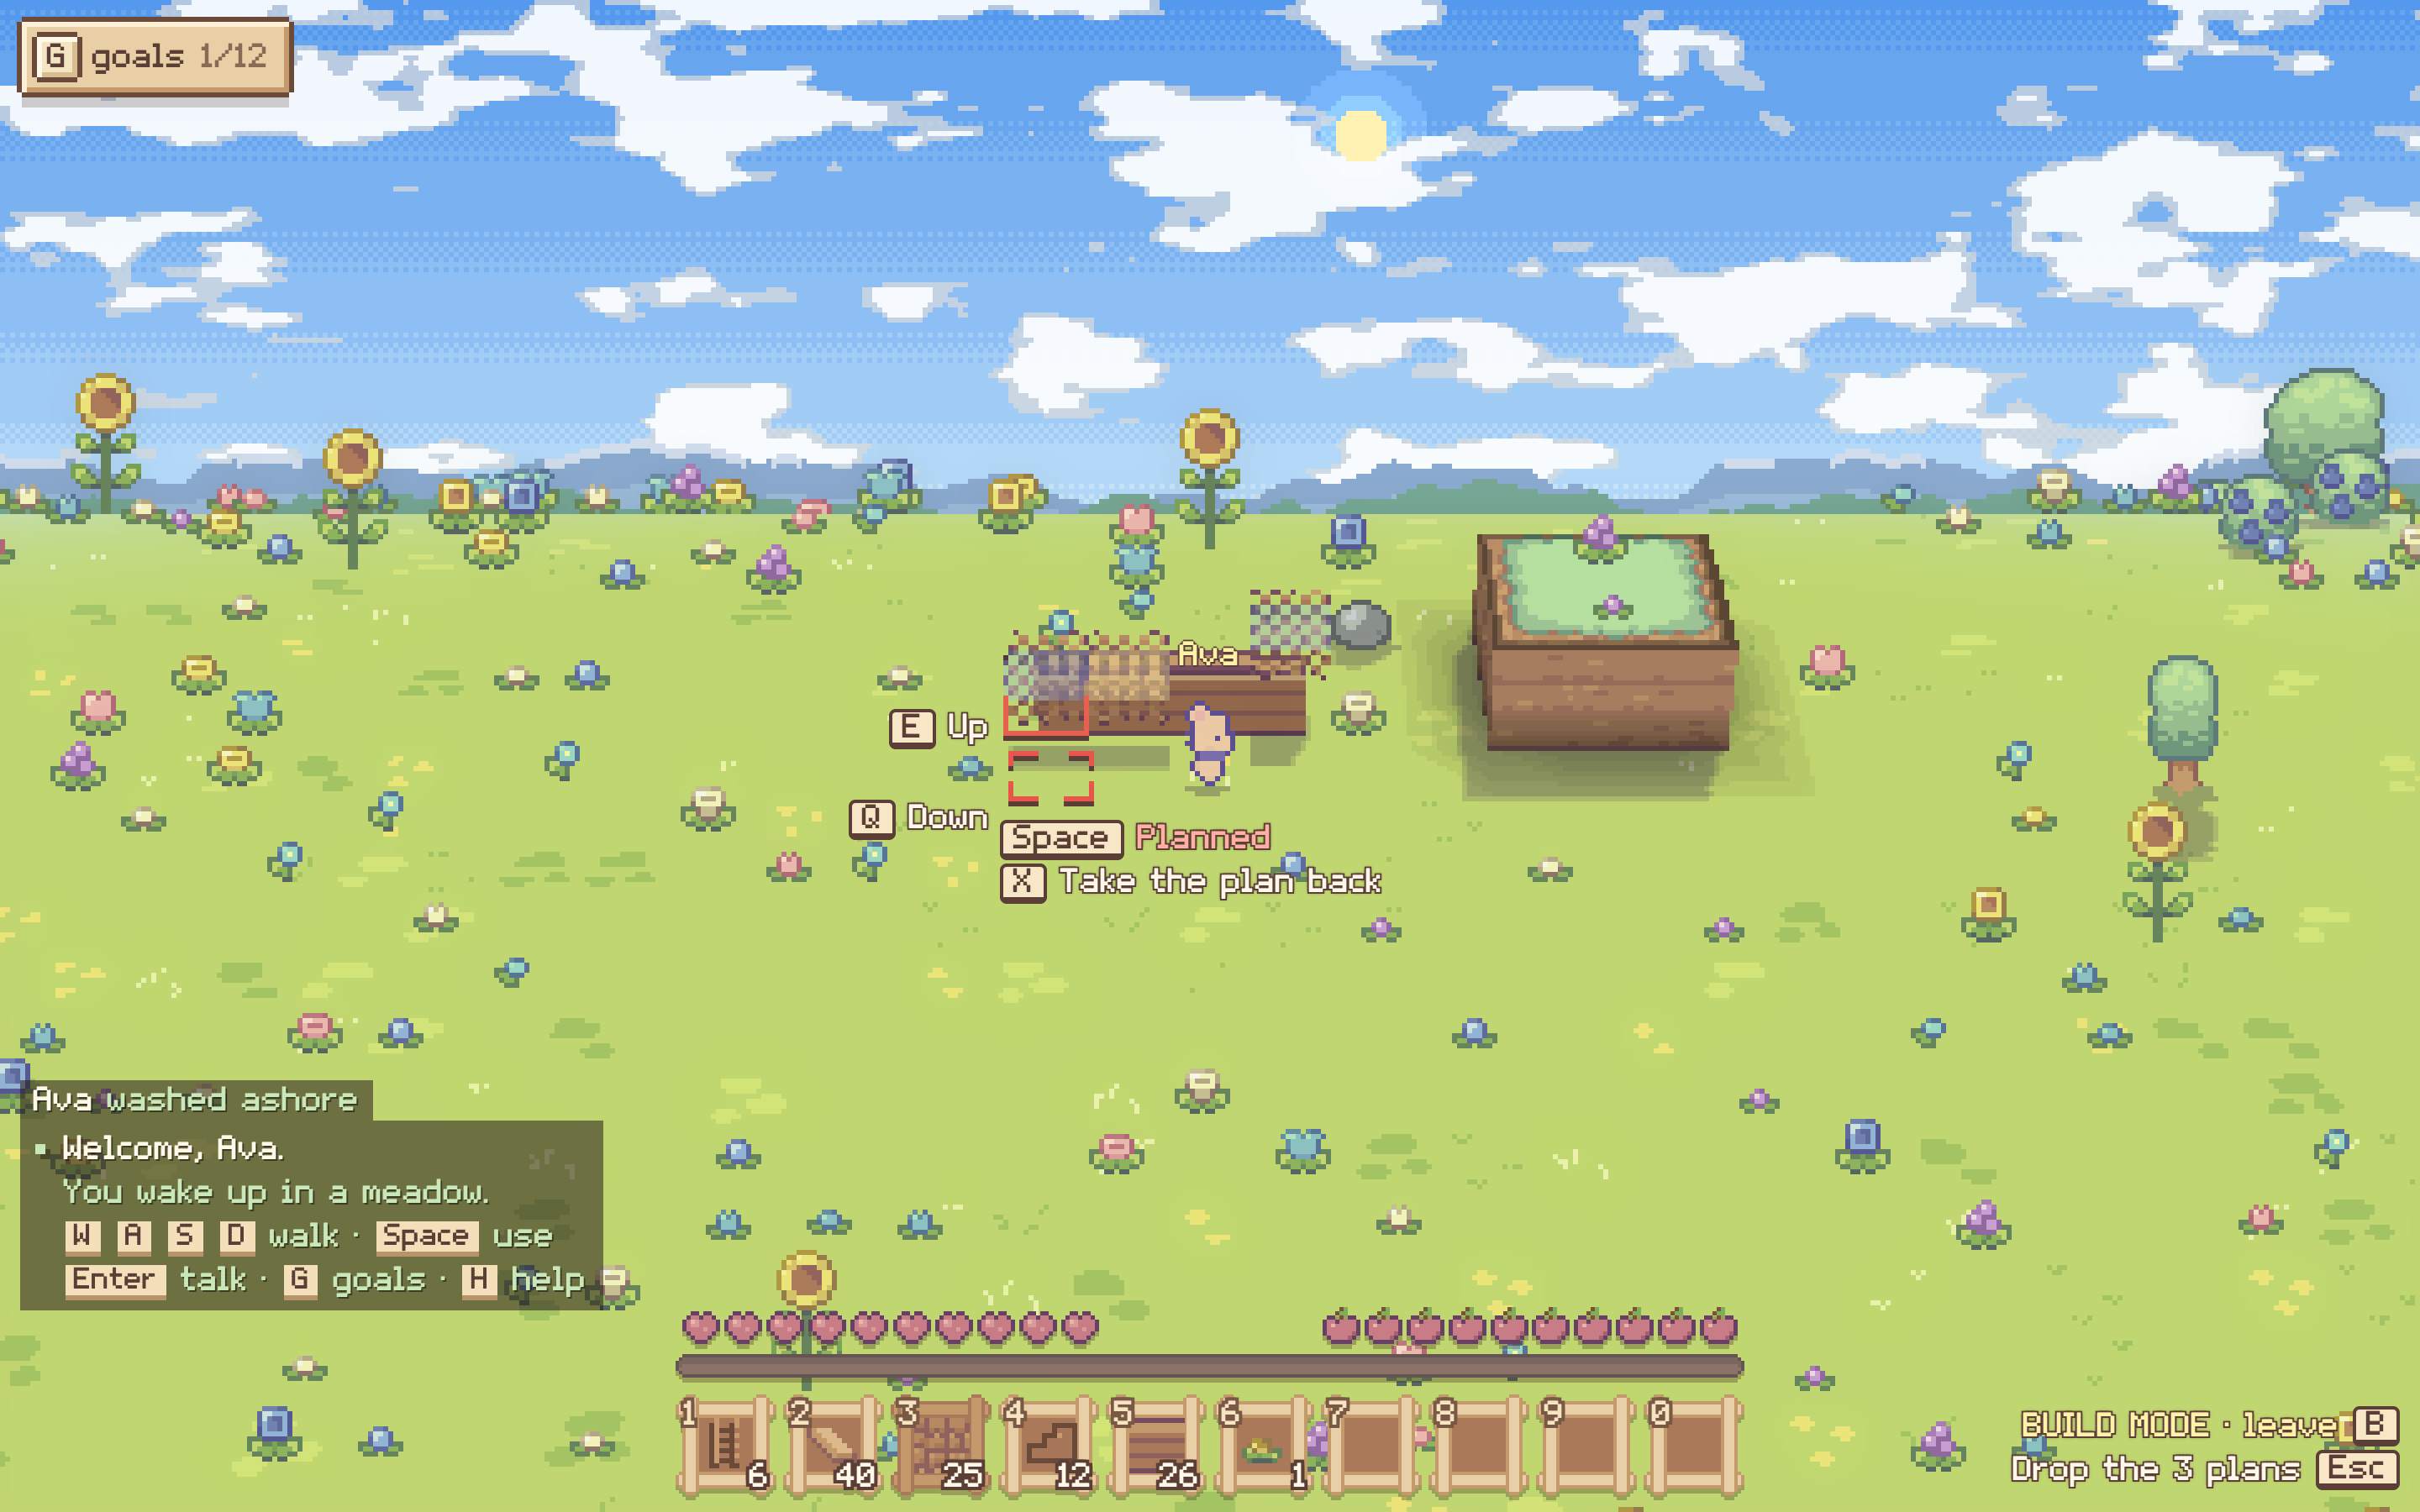 G goals 1/12
Ava
E Up
Q Down
Space Planned
X Take the plan back
Ava washed ashore
Welcome, Ava.
You wake up in a meadow.
W A S D walk · Space use
Enter talk · G goals · H help
1 2 3 4 5 6 7 8 9 0
6 40 25 12 26 1
BUILD MODE · leave B
Drop the 3 plans Esc